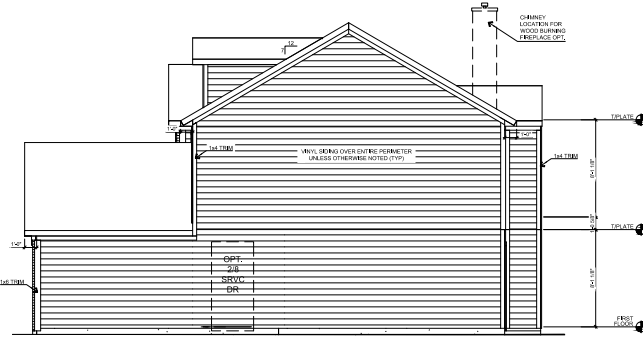 CHIMNEY
LOCATION FOR
WOOD BURNING
FIREPLACE OPT.
12
7
T/PLATE
1'-0"
1'-0"
1x4 TRIM
VINYL SIDING OVER ENTIRE PERIMETER
UNLESS OTHERWISE NOTED (TYP)
1x4 TRIM
8'-1 1/8"
T/PLATE
1'-0"
OPT.
2/8
SRVC
DR
1x6 TRIM
8'-1 1/8"
FIRST
FLOOR